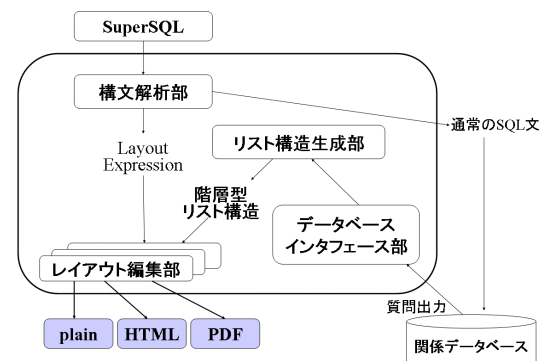 SuperSQL
構文解析部
通常のSQL文
Layout
Expression
リスト構造生成部
階層型
リスト構造
データベース
インタフェース部
レイアウト編集部
質問出力
plain
HTML
PDF
関係データベース